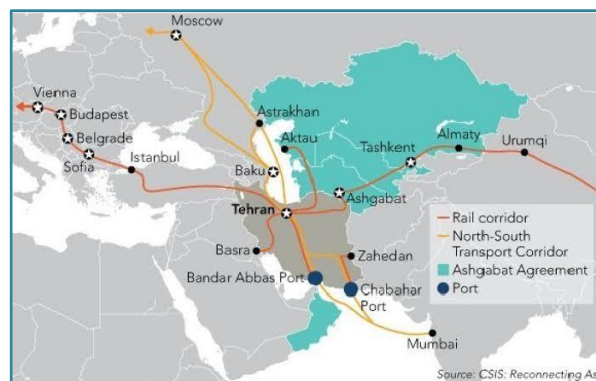 Moscow
Vienna
Budapest
Belgrade
Sofia
Istanbul
Astrakhan
Aktau
Baku
Tashkent
Almaty
Urumqi
Tehran
Ashgabat
Basra
Zahedan
Bandar Abbas Port
Chabahar
Port
Mumbai
Rail corridor
North-South
Transport Corridor
Ashgabat Agreement
Port
Source: CSIS: Reconnecting As